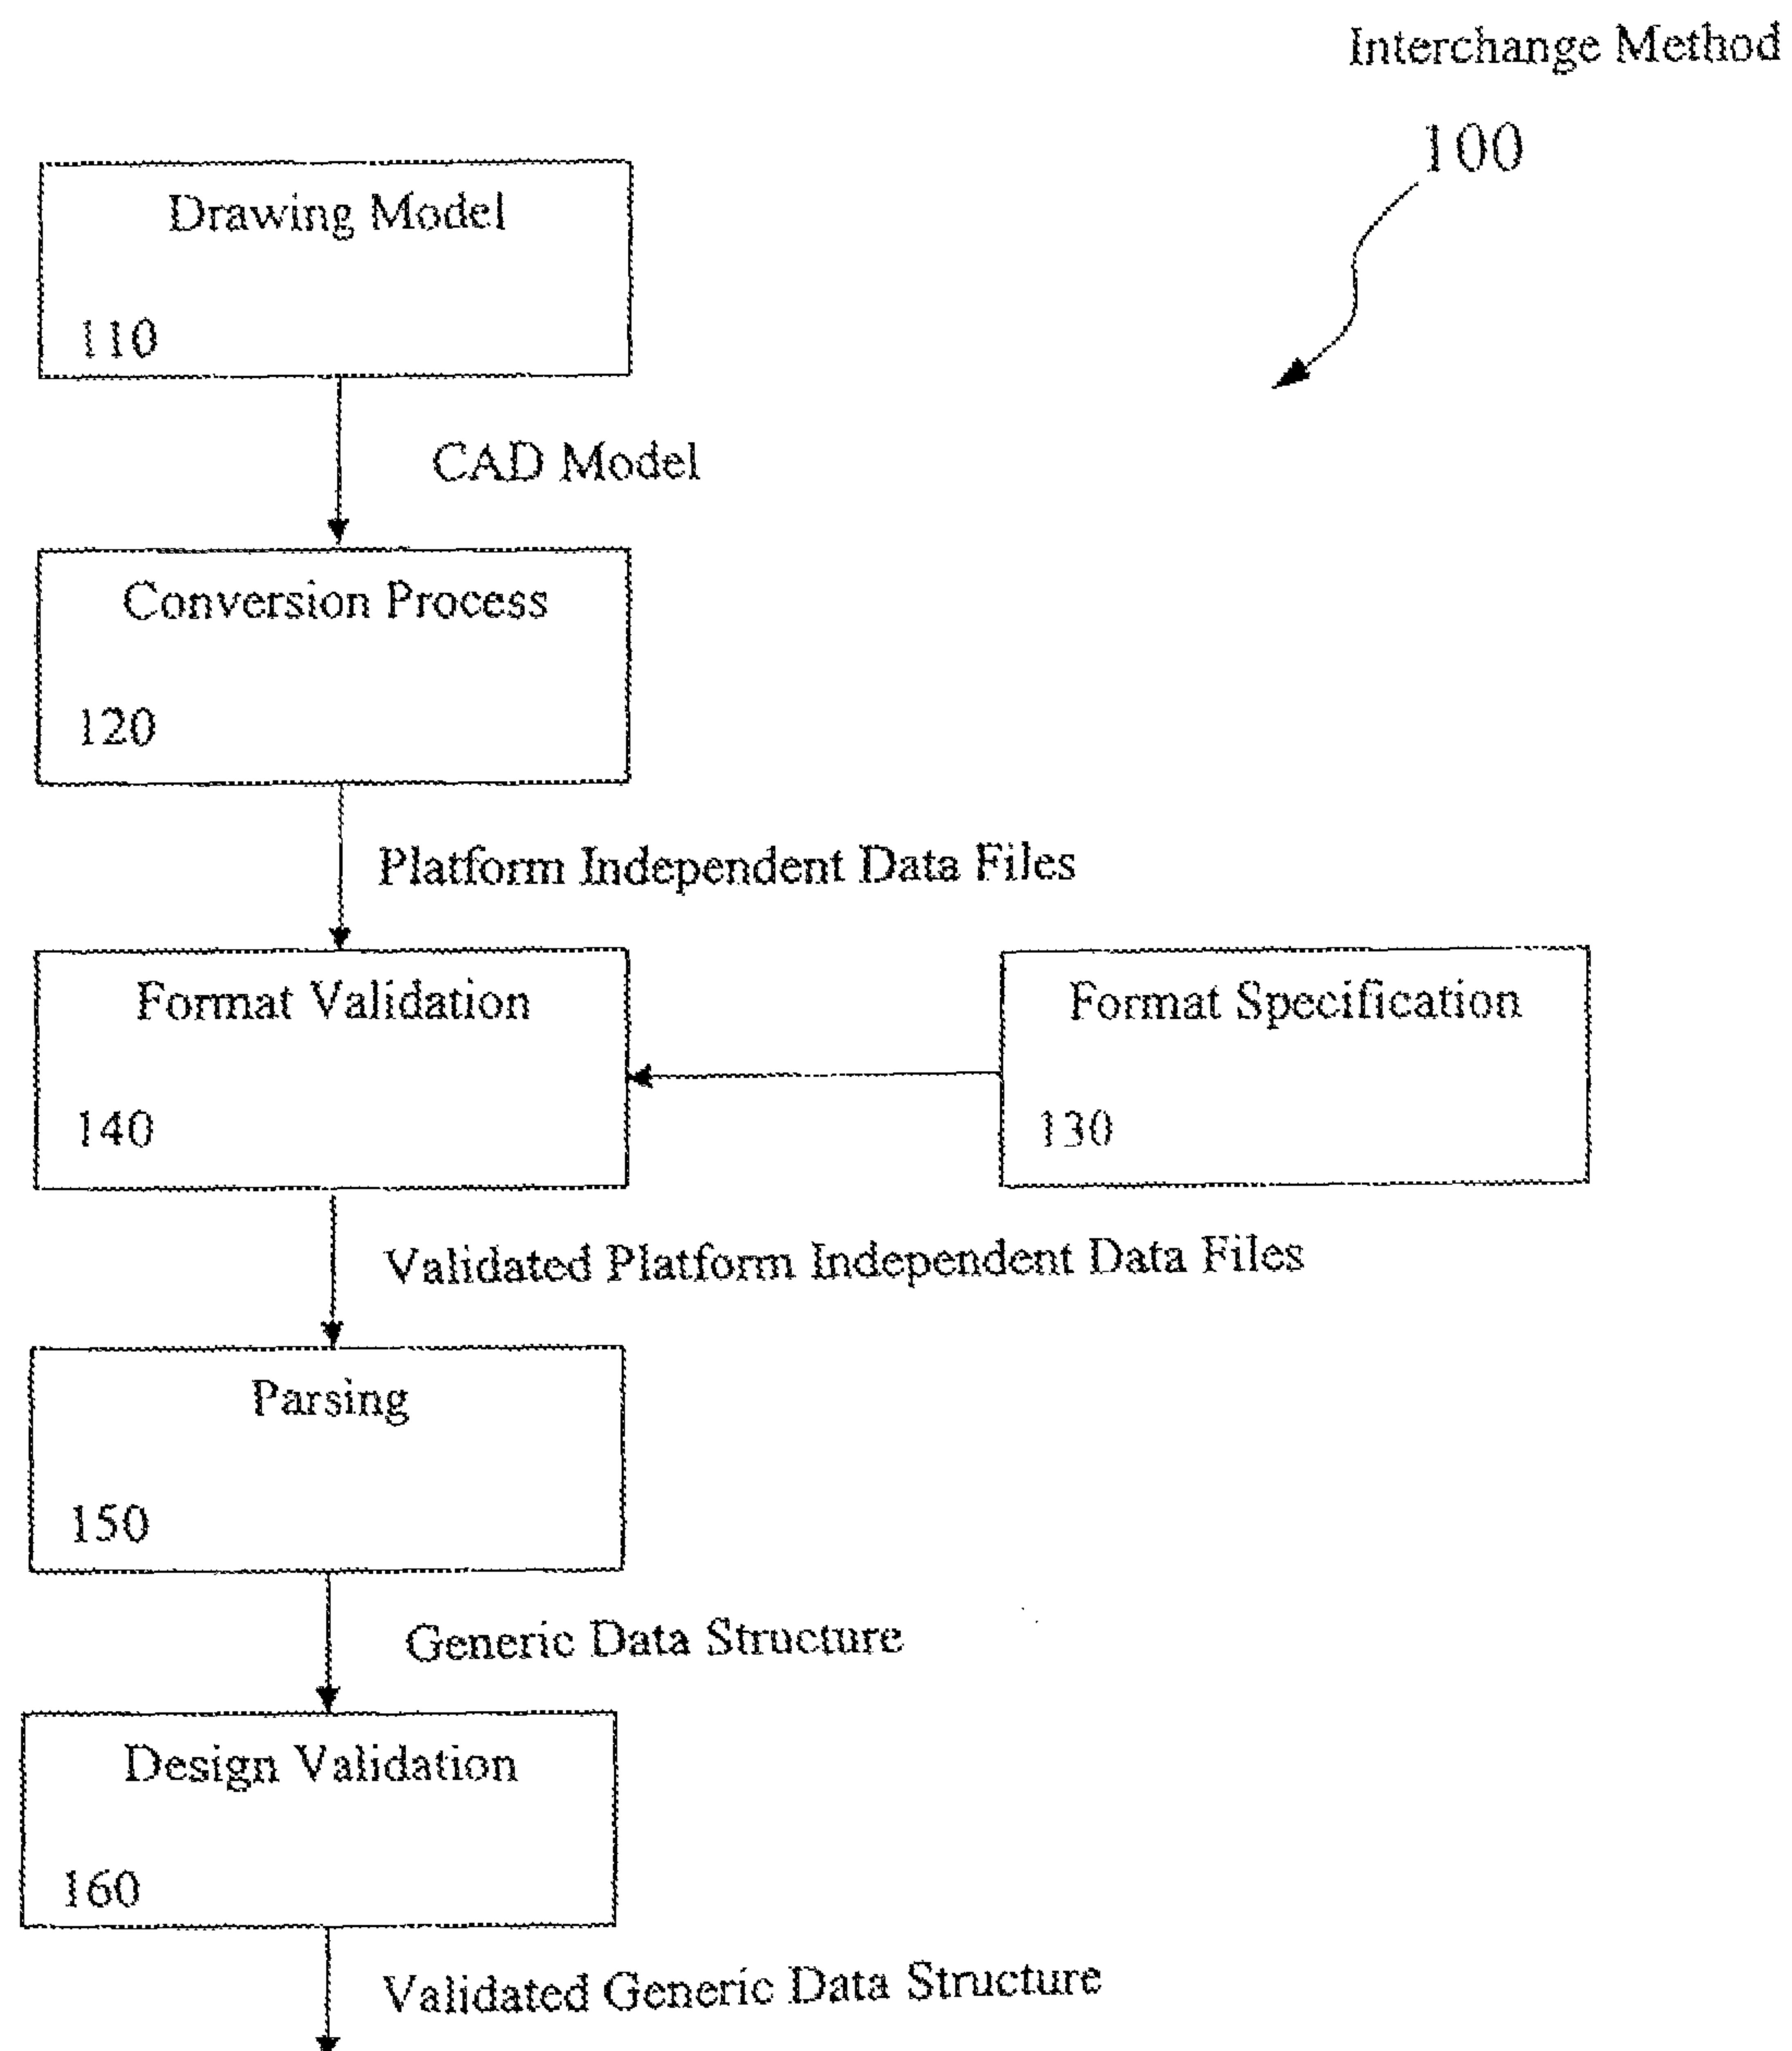 Interchange Method
100
Drawing Model
110
CAD Model
Conversion Process
120
Platform Independent Data Files
Format Validation
140
Format Specification
130
Validated Platform Independent Data Files
Parsing
150
Generic Data Structure
Design Validation
160
Validated Generic Data Structure